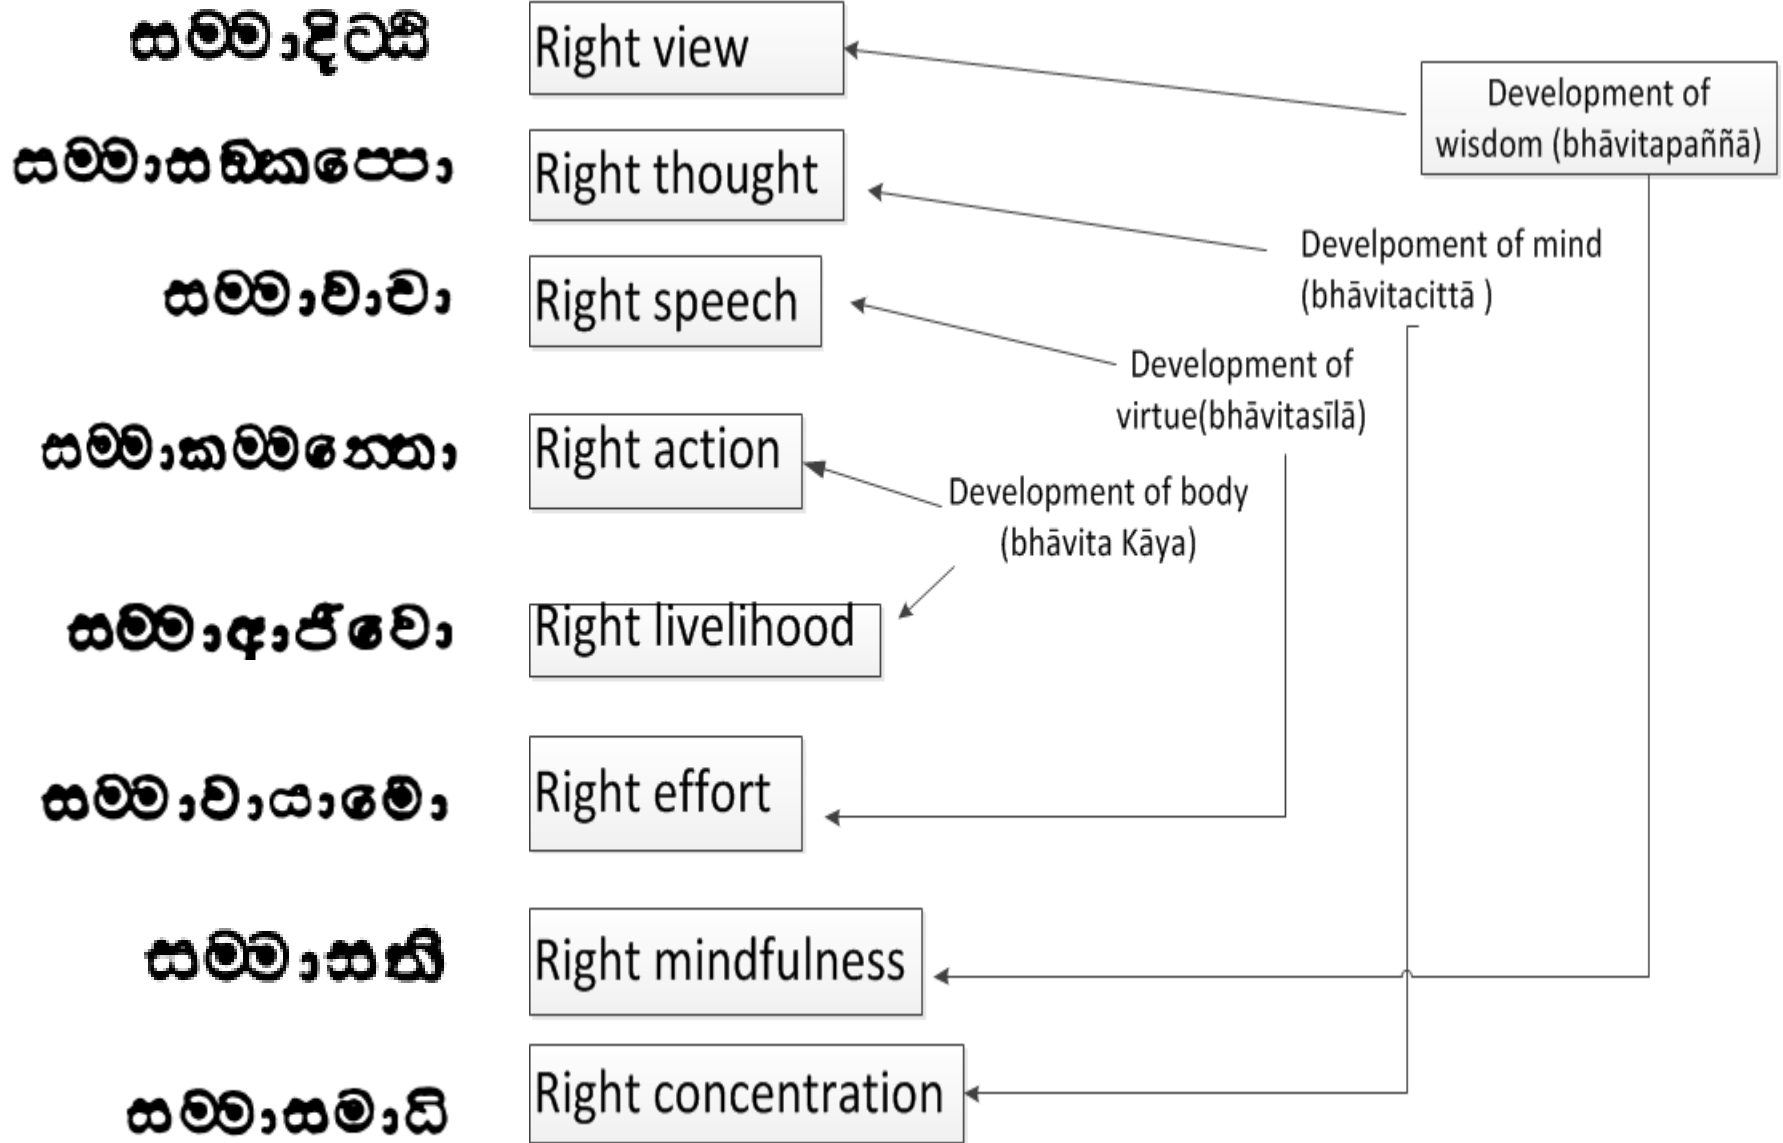 සම්මාදිට්ඨි
Right view
Development of
wisdom (bhāvitapaññā)
සම්මාසඞ්කප්පො
Right thought
Develpoment of mind
(bhāvitacittā )
සම්මාවාචා
Right speech
Development of
virtue(bhāvitasīlā)
සම්මාකම්මන්තො
Right action
Development of body
(bhāvita Kāya)
සම්මාආජීවො
Right livelihood
සම්මාවායාමෝ
Right effort
සම්මාසති
Right mindfulness
සම්මාසමාධි
Right concentration